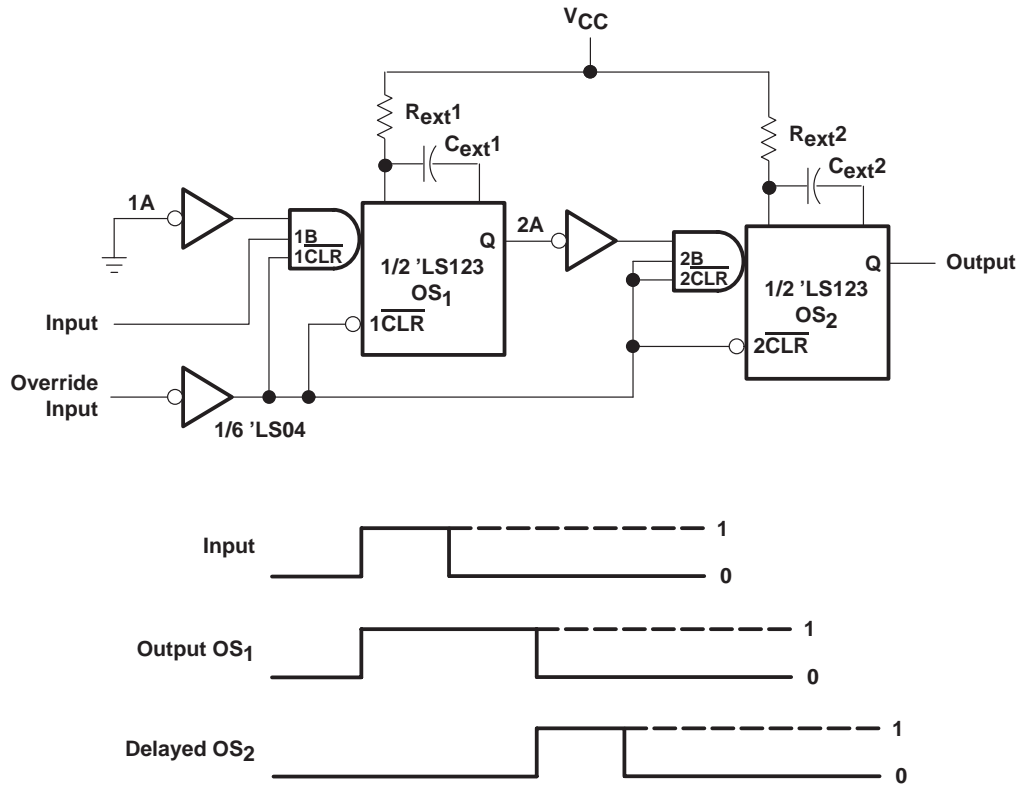 VCC
Rext1
Cext1
Rext2
Cext2
1A
1B
1CLR
Q
1/2 'LS123
OS1
1CLR
2A
2B
2CLR
Q
1/2 'LS123
OS2
2CLR
Output
Input
Override
Input
1/6 'LS04
Input
1
0
Output OS1
1
0
Delayed OS2
1
0